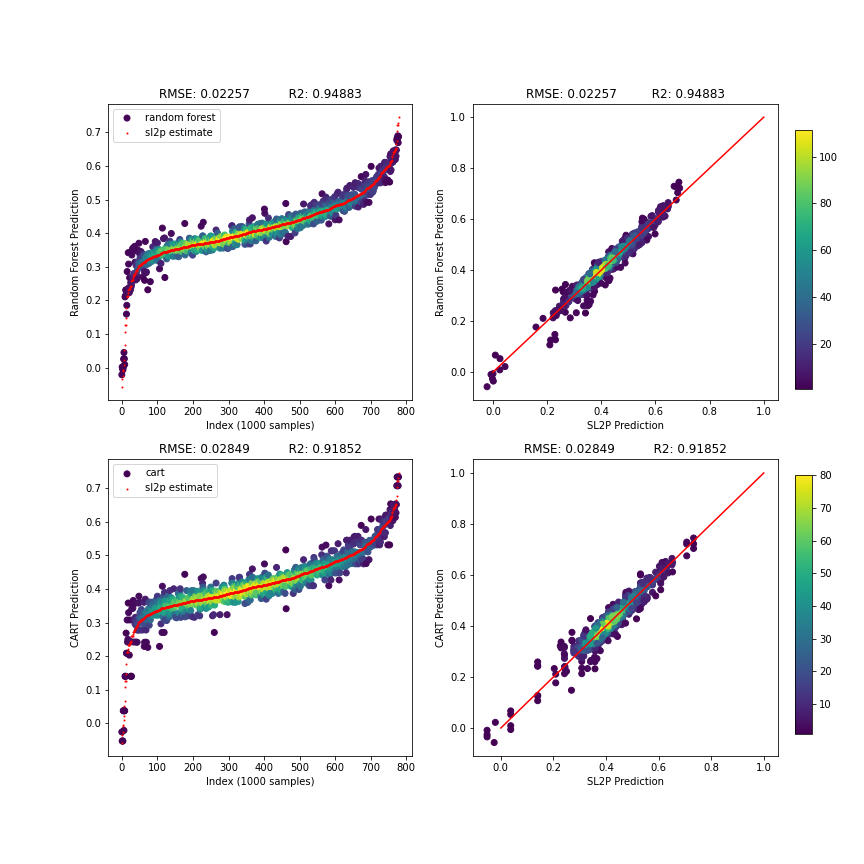 RMSE: 0.02257 R2: 0.94883
random forest
sl2p estimate
Random Forest Prediction
0.7
0.6
0.5
0.4
0.3
0.2
0.1
0.0
0 100 200 300 400 500 600 700 800
Index (1000 samples)
RMSE: 0.02257 R2: 0.94883
Random Forest Prediction
1.0
0.8
0.6
0.4
0.2
0.0
0.0 0.2 0.4 0.6 0.8 1.0
SL2P Prediction
100
80
60
40
20
RMSE: 0.02849 R2: 0.91852
cart
sl2p estimate
CART Prediction
0.7
0.6
0.5
0.4
0.3
0.2
0.1
0.0
0 100 200 300 400 500 600 700 800
Index (1000 samples)
RMSE: 0.02849 R2: 0.91852
CART Prediction
1.0
0.8
0.6
0.4
0.2
0.0
0.0 0.2 0.4 0.6 0.8 1.0
SL2P Prediction
80
70
60
50
40
30
20
10